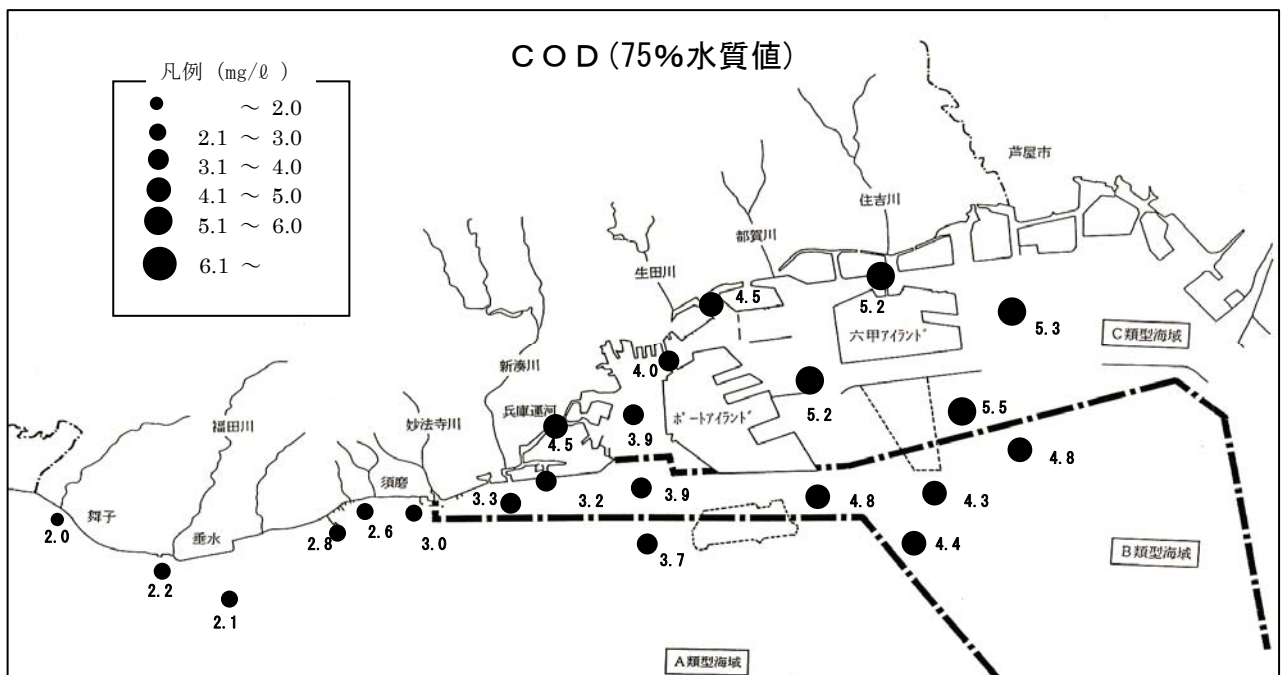 ＣＯＤ(75%水質値)
凡例 (mg/ℓ )
～ 2.0
2.1 ～ 3.0
3.1 ～ 4.0
4.1 ～ 5.0
5.1 ～ 6.0
6.1 ～
芦屋市
住吉川
都賀川
生田川
4.5
5.2
5.3
六甲アイランド
C類型海域
新湊川
4.0
兵庫運河
ポートアイランド
5.2
5.5
妙法寺川
福田川
4.5
3.9
4.8
須磨
3.3
3.2
3.9
4.8
4.3
舞子
垂水
2.0
2.8
2.6
3.0
3.7
4.4
B類型海域
2.2
2.1
A類型海域